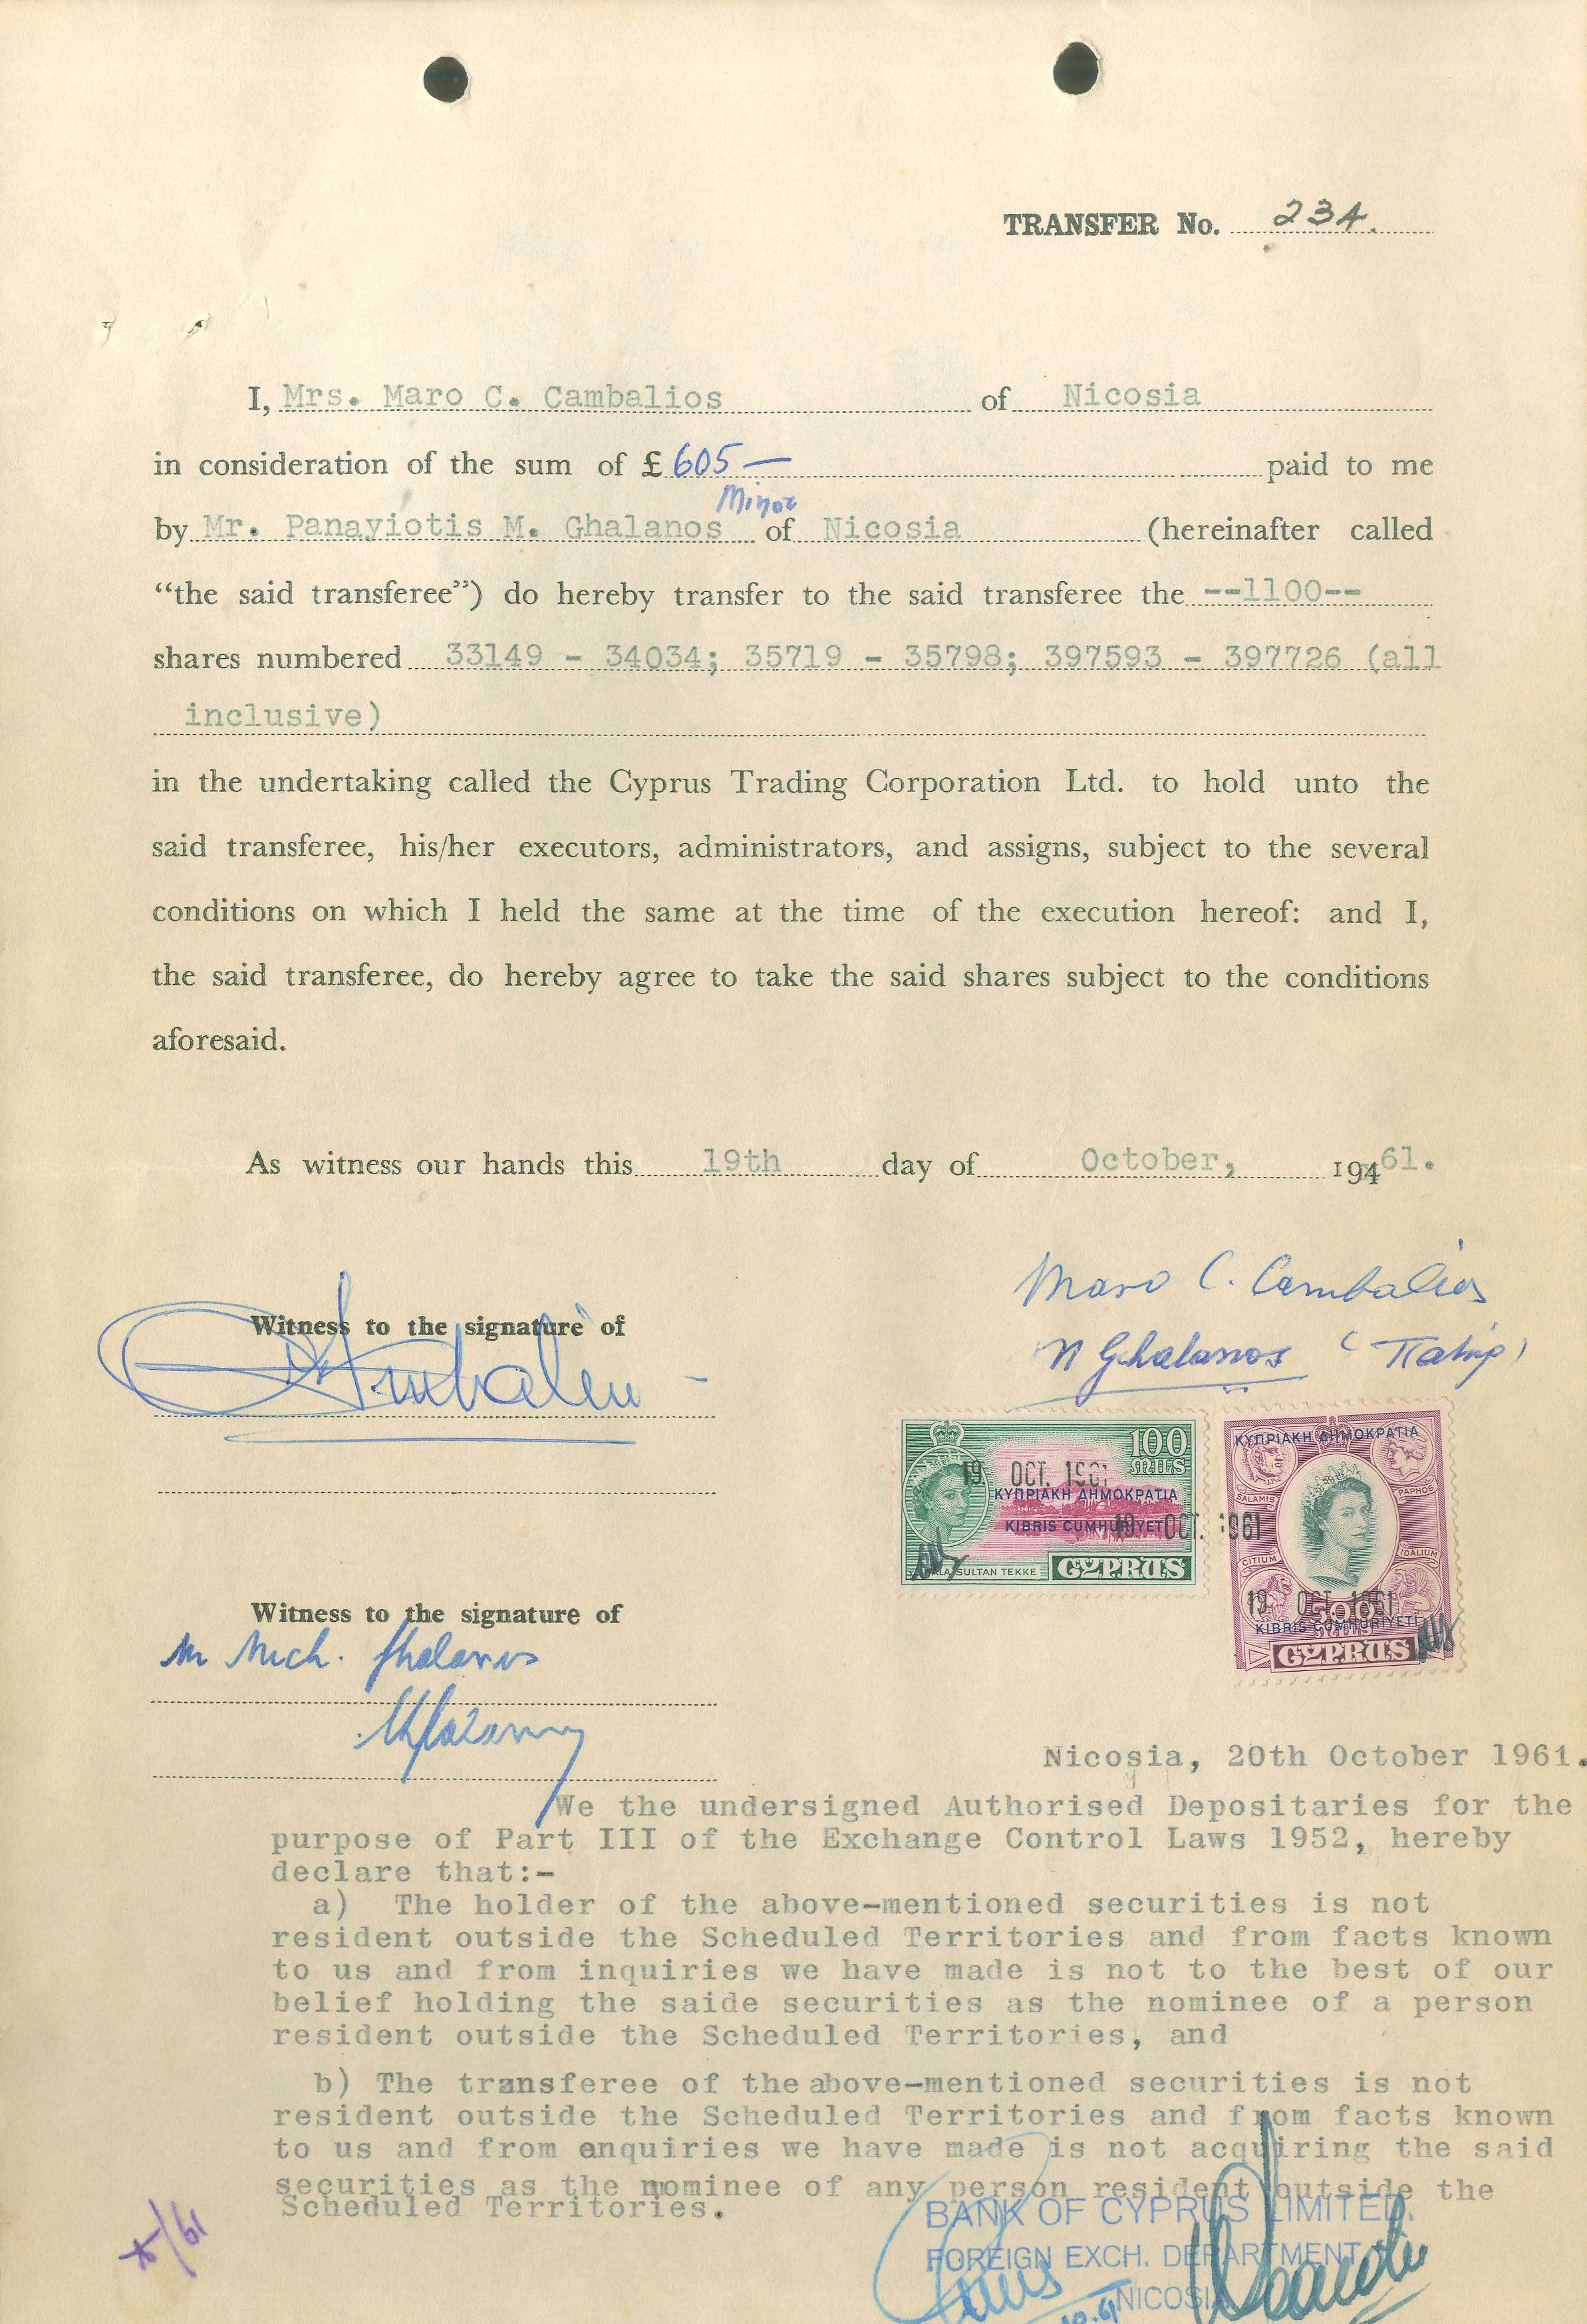 TRANSFER No. 234.
I, Mrs. Maro C. Cambalios of Nicosia
in consideration of the sum of £ 605— paid to me
Minor
by Mr. Panayiotis M. Ghalanos of Nicosia (hereinafter called
“the said transferee”) do hereby transfer to the said transferee the --1100--
shares numbered 33149 - 34034; 35719 - 35798; 397593 - 397726 (all
inclusive)
in the undertaking called the Cyprus Trading Corporation Ltd. to hold unto the
said transferee, his/her executors, administrators, and assigns, subject to the several
conditions on which I held the same at the time of the execution hereof: and I,
the said transferee, do hereby agree to take the said shares subject to the conditions
aforesaid.
As witness our hands this 19th day of October, 194 61.
Maro C. Cambalios
Witness to the signature of
Ghalanos
100 MILS
19. OCT. 1961
ΚΥΠΡΙΑΚΗ ΔΗΜΟΚΡΑΤΙΑ
KIBRIS CUMHURIYETI
19. OCT. 1961
HALA SULTAN TEKKE CYPRUS
ΚΥΠΡΙΑΚΗ ΔΗΜΟΚΡΑΤΙΑ
SALAMIS PAPHOS
CITIUM IDALIUM
19. OCT. 1961
500 MILS
KIBRIS CUMHURIYETI
CYPRUS
Witness to the signature of
M Mich. Ghalanos
Nicosia, 20th October 1961.
We the undersigned Authorised Depositaries for the
purpose of Part III of the Exchange Control Laws 1952, hereby
declare that:-
a) The holder of the above-mentioned securities is not
resident outside the Scheduled Territories and from facts known
to us and from inquiries we have made is not to the best of our
belief holding the saide securities as the nominee of a person
resident outside the Scheduled Territories, and
b) The transferee of the above-mentioned securities is not
resident outside the Scheduled Territories and from facts known
to us and from enquiries we have made is not acquiring the said
securities as the nominee of any person resident outside the
Scheduled Territories.
BANK OF CYPRUS LIMITED.
FOREIGN EXCH. DEPARTMENT
NICOSIA